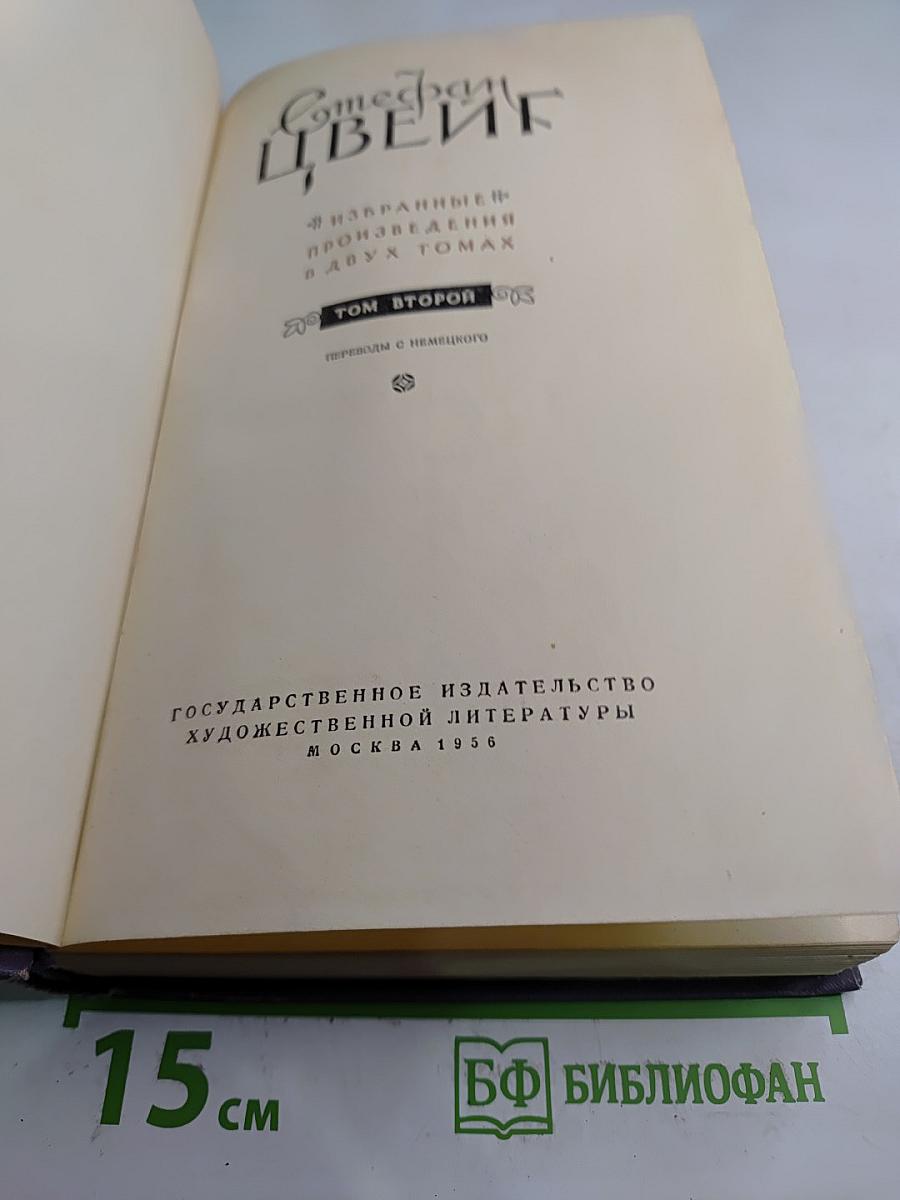 Стефан
ЦВЕЙГ
ИЗБРАННЫЕ
ПРОИЗВЕДЕНИЯ
В ДВУХ ТОМАХ
ТОМ ВТОРОЙ
ПЕРЕВОДЫ С НЕМЕЦКОГО
ГОСУДАРСТВЕННОЕ ИЗДАТЕЛЬСТВО
ХУДОЖЕСТВЕННОЙ ЛИТЕРАТУРЫ
МОСКВА 1956
15 см
БФ БИБЛИОФАН